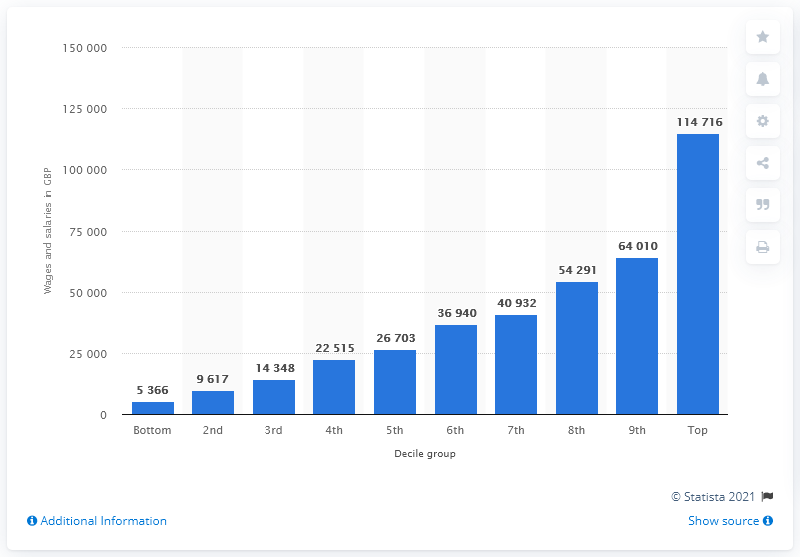 150 000
125 000
100 000
75 000
50 000
25 000
0
Wages and salaries in GBP
5 366
9 617
14 348
22 515
26 703
36 940
40 932
54 291
64 010
114 716
Bottom 2nd 3rd 4th 5th 6th 7th 8th 9th Top
Decile group
© Statista 2021
Additional Information
Show source